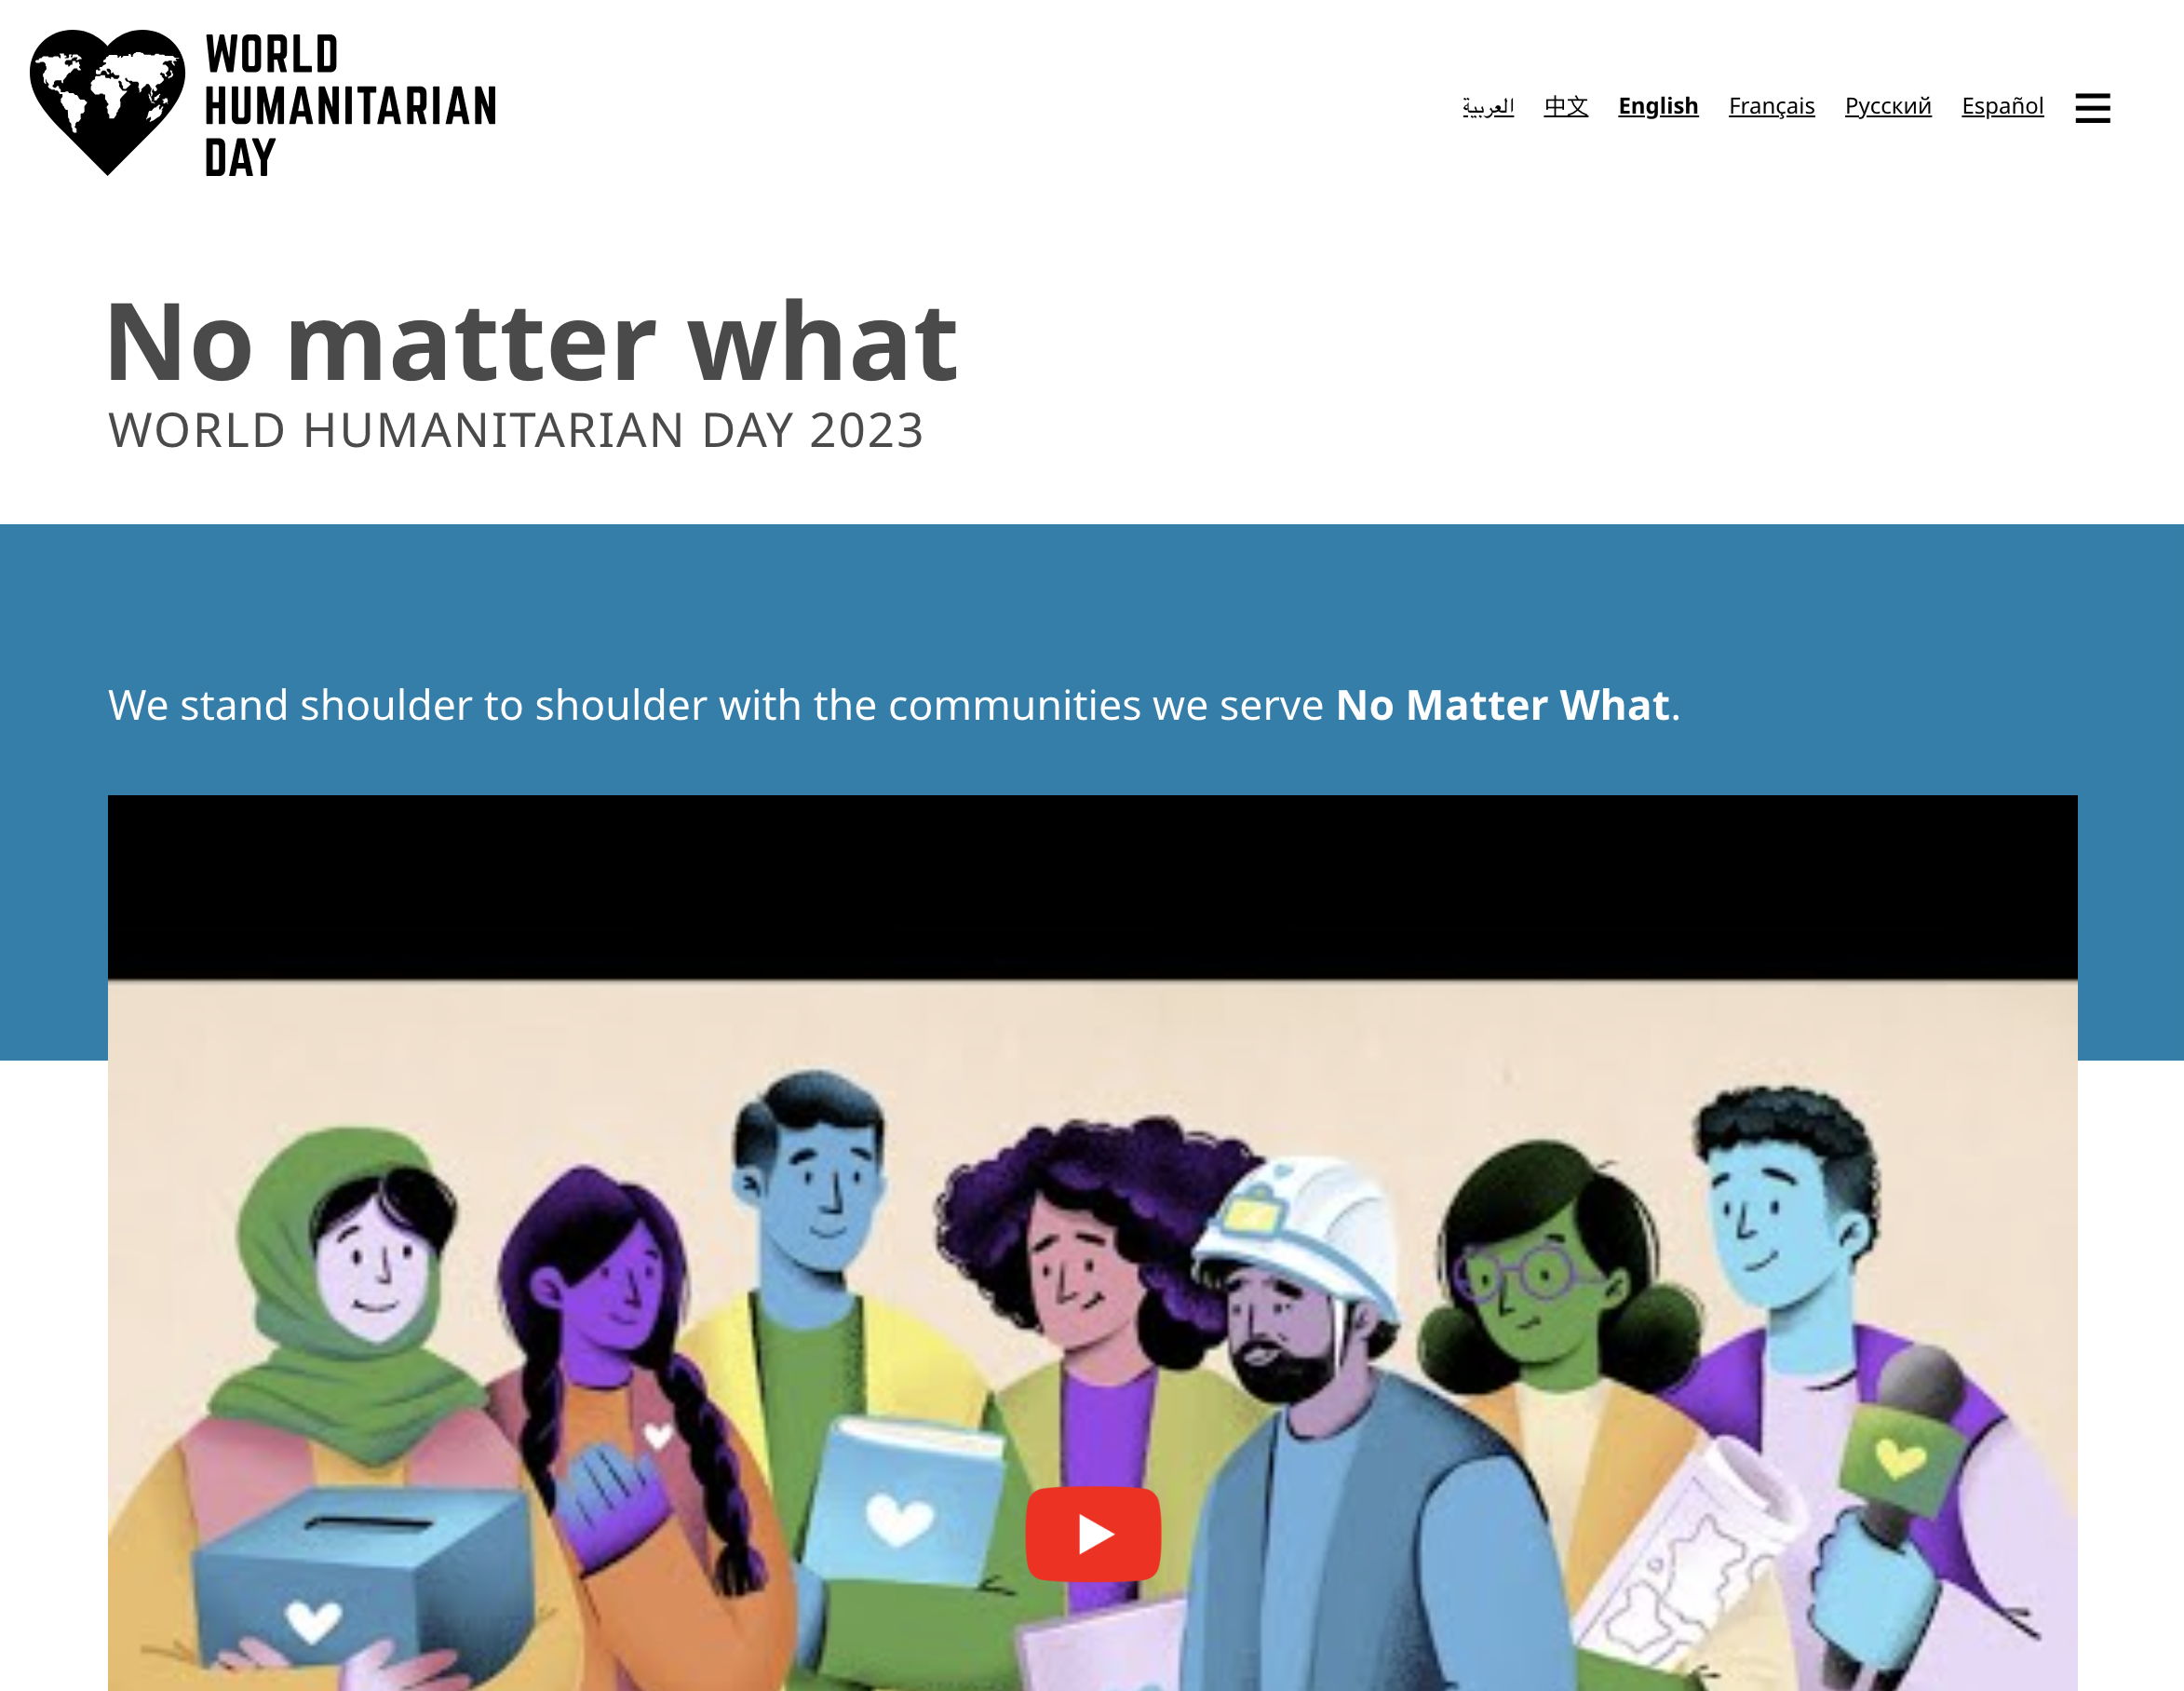 WORLD
HUMANITARIAN
DAY
العربية 中文 English Français Русский Español
No matter what
WORLD HUMANITARIAN DAY 2023
We stand shoulder to shoulder with the communities we serve No Matter What.